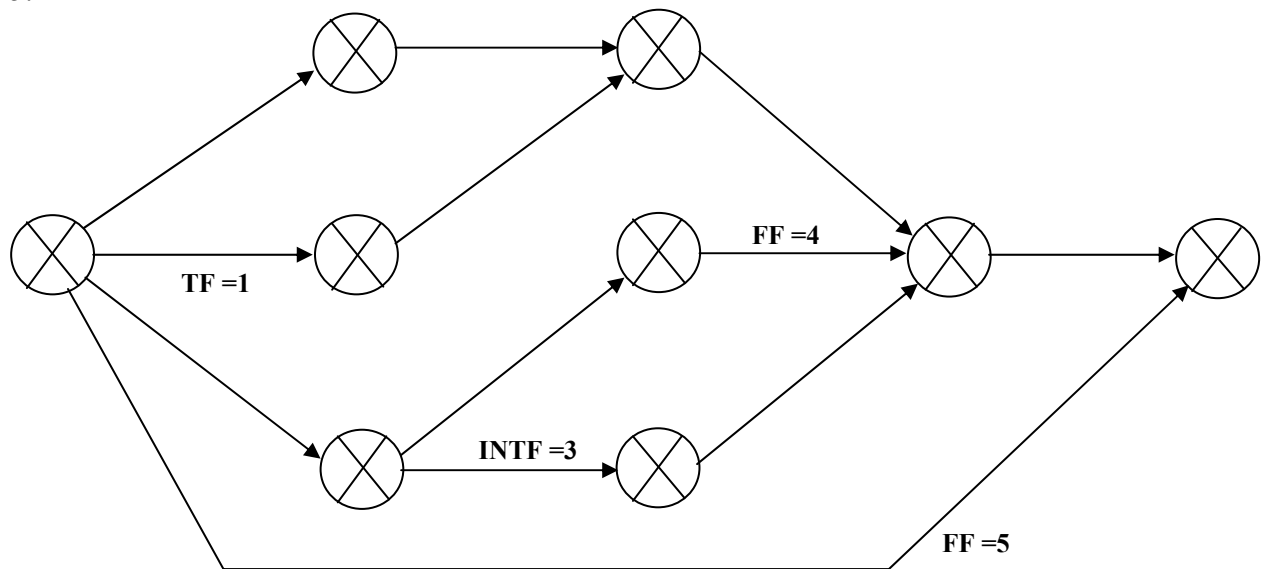 FF =4
TF =1
INTF =3
FF =5